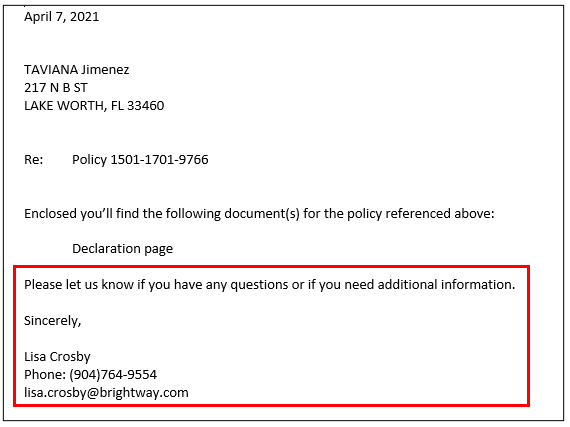 April 7, 2021
TAVIANA Jimenez
217 N B ST
LAKE WORTH, FL 33460
Re: Policy 1501-1701-9766
Enclosed you’ll find the following document(s) for the policy referenced above:
Declaration page
Please let us know if you have any questions or if you need additional information.
Sincerely,
Lisa Crosby
Phone: (904)764-9554
lisa.crosby@brightway.com